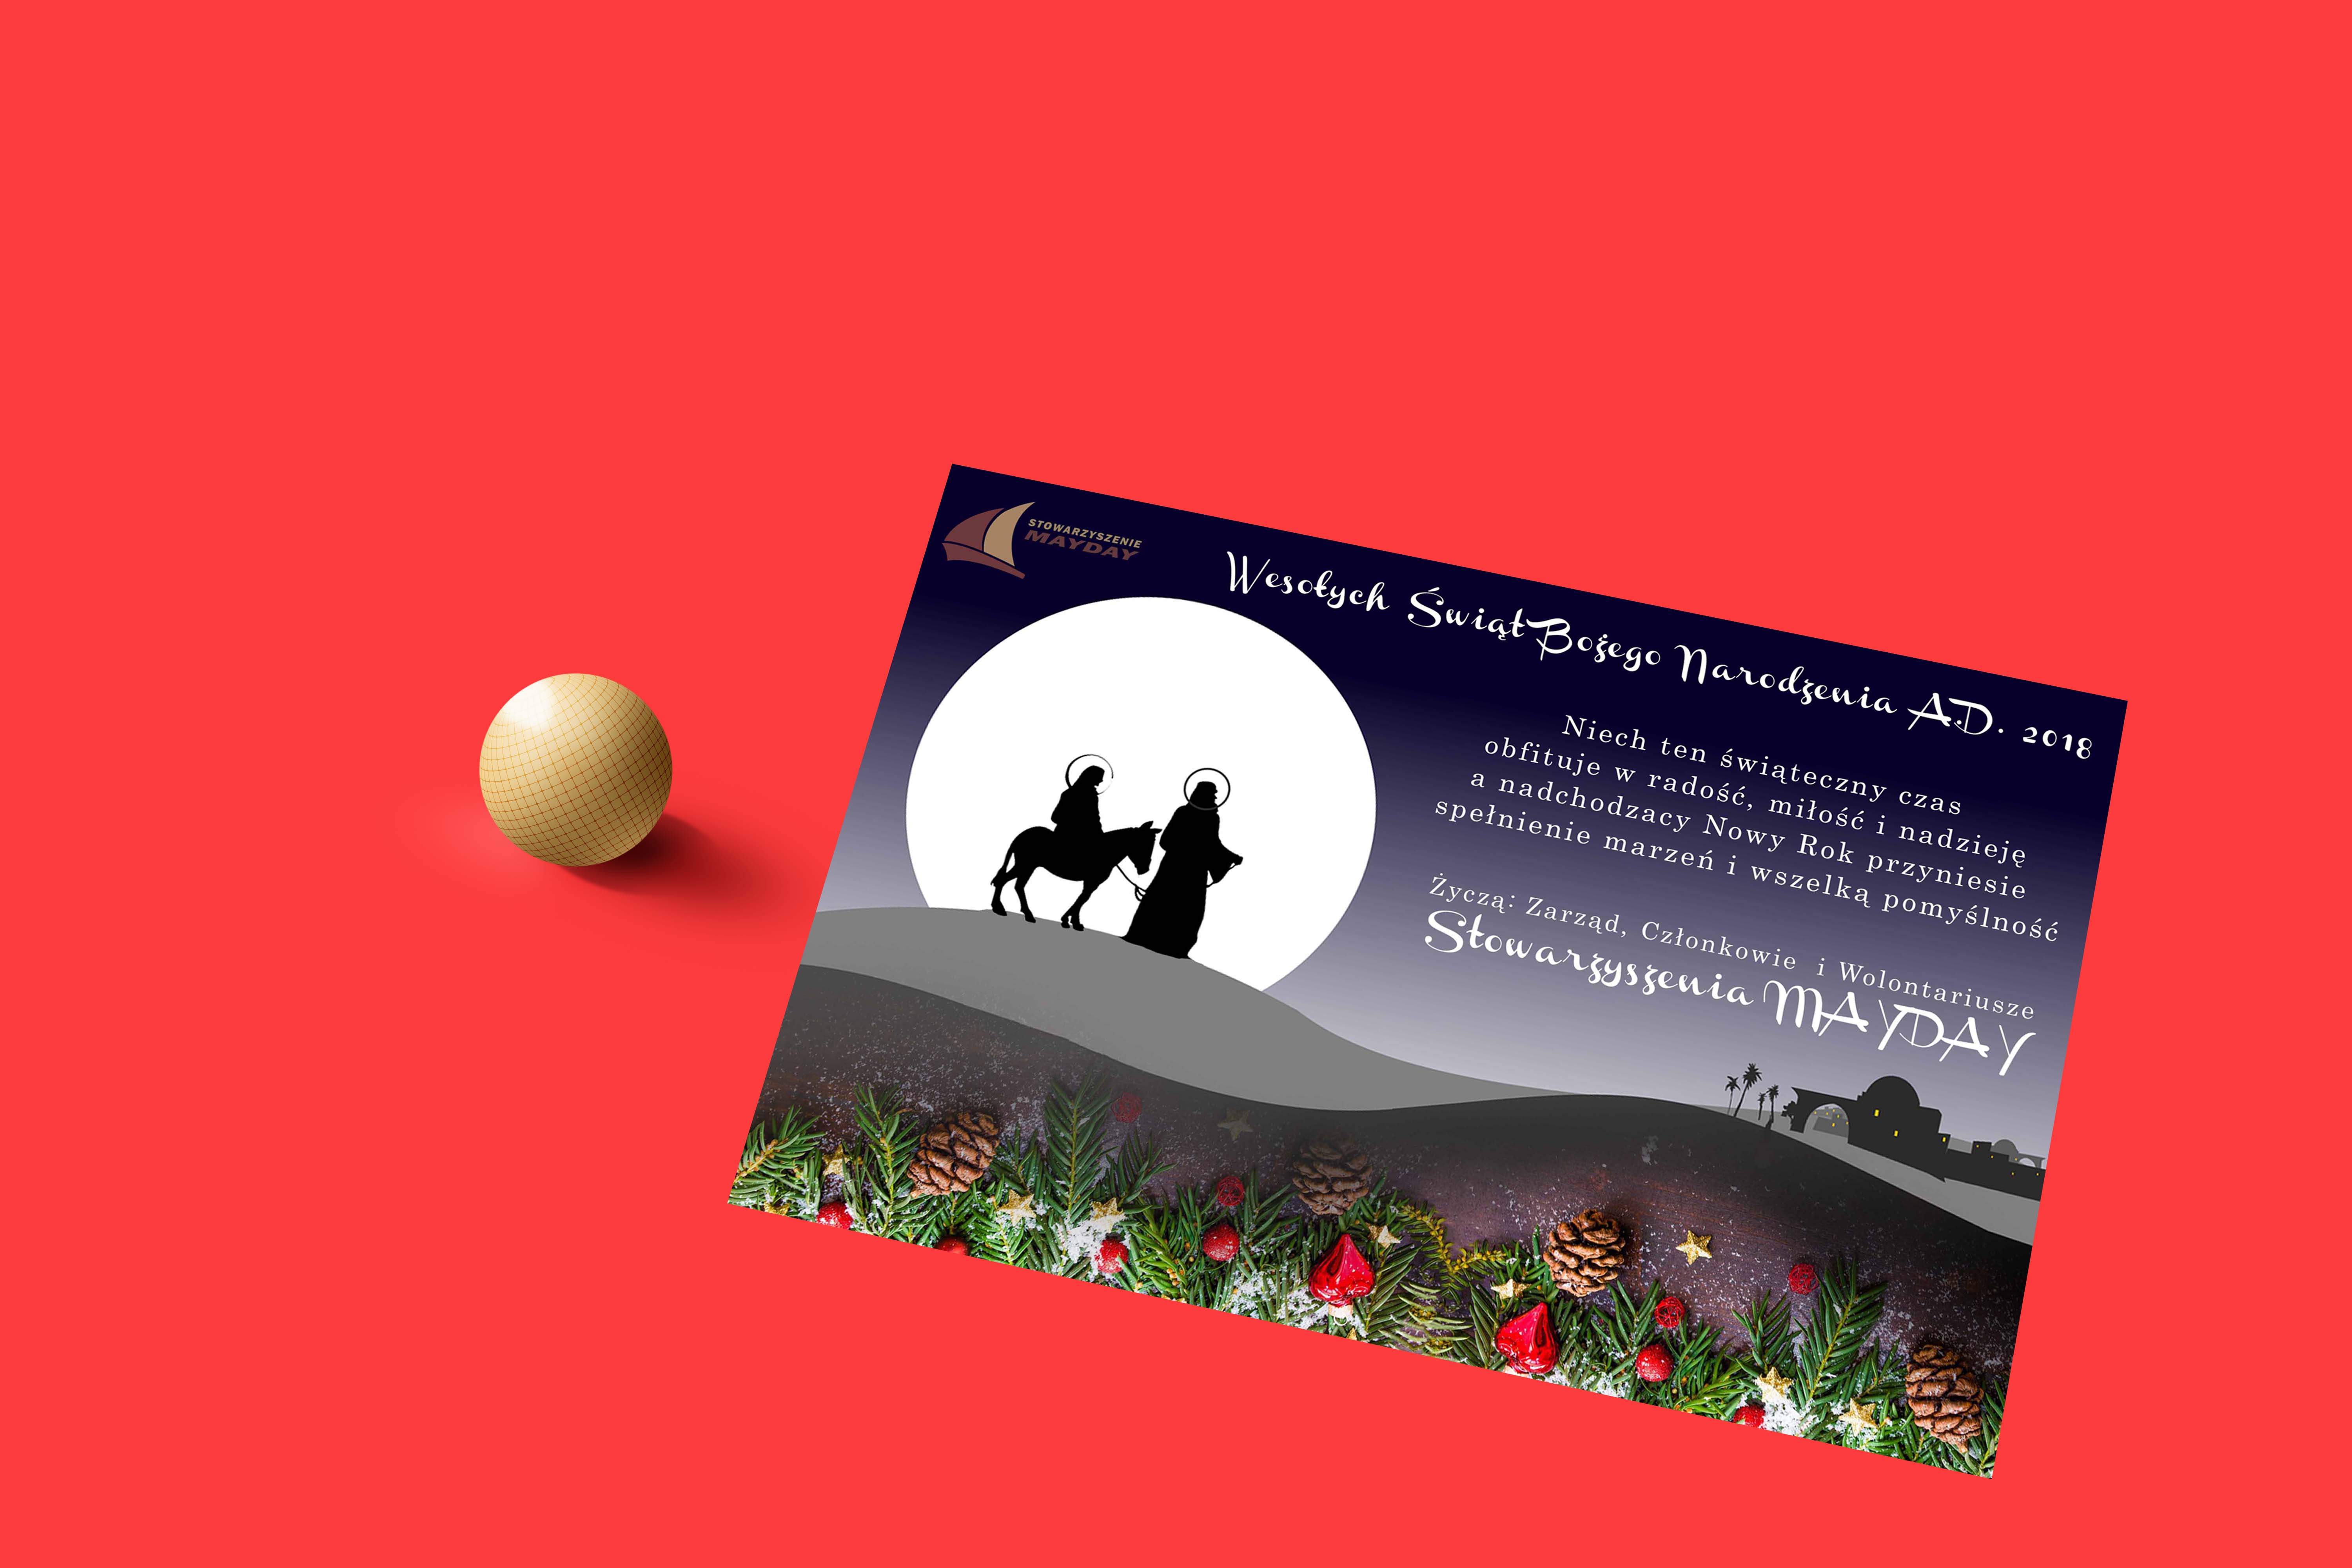 STOWARZYSZENIE
MAYDAY
Wesołych Świąt Bożego Narodzenia A.D. 2018
Niech ten świąteczny czas
obfituje w radość, miłość i nadzieję
a nadchodzacy Nowy Rok przyniesie
spełnienie marzeń i wszelką pomyślność
Życzą: Zarząd, Członkowie i Wolontariusze
Stowarzyszenia MAYDAY